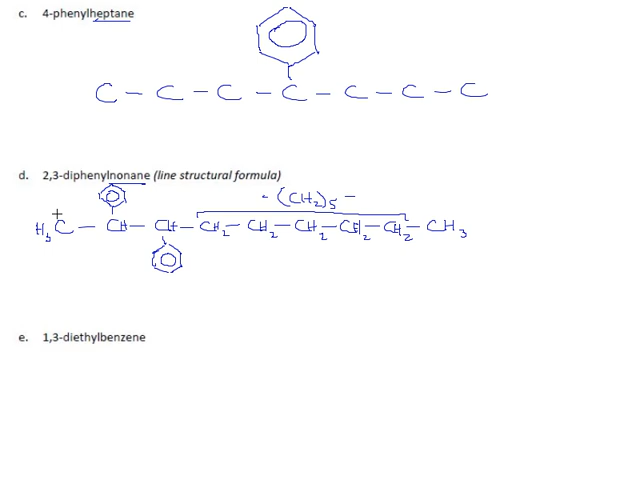 c. 4-phenylheptane
C - C - C - C - C - C - C
d. 2,3-diphenylnonane (line structural formula)
- (CH2)5 -
H3C - CH - CH - CH2 - CH2 - CH2 - CH2 - CH2 - CH3
e. 1,3-diethylbenzene